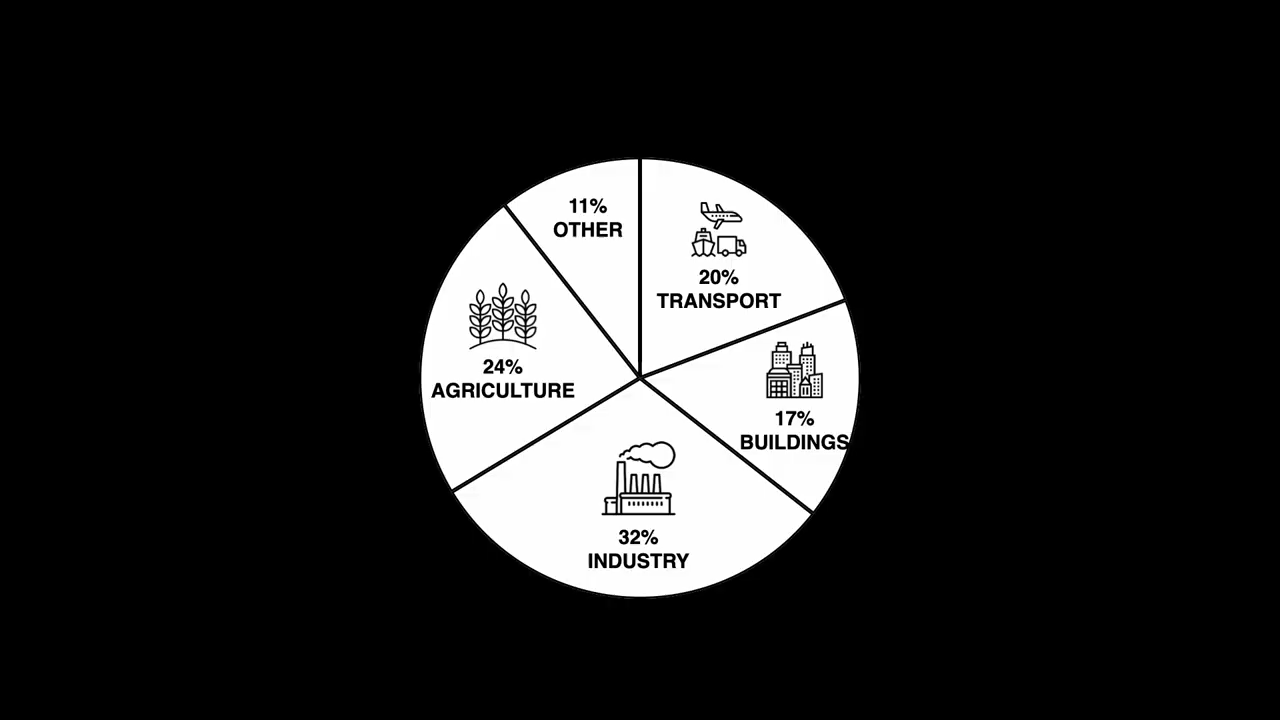 11%
OTHER
20%
TRANSPORT
24%
AGRICULTURE
17%
BUILDINGS
32%
INDUSTRY